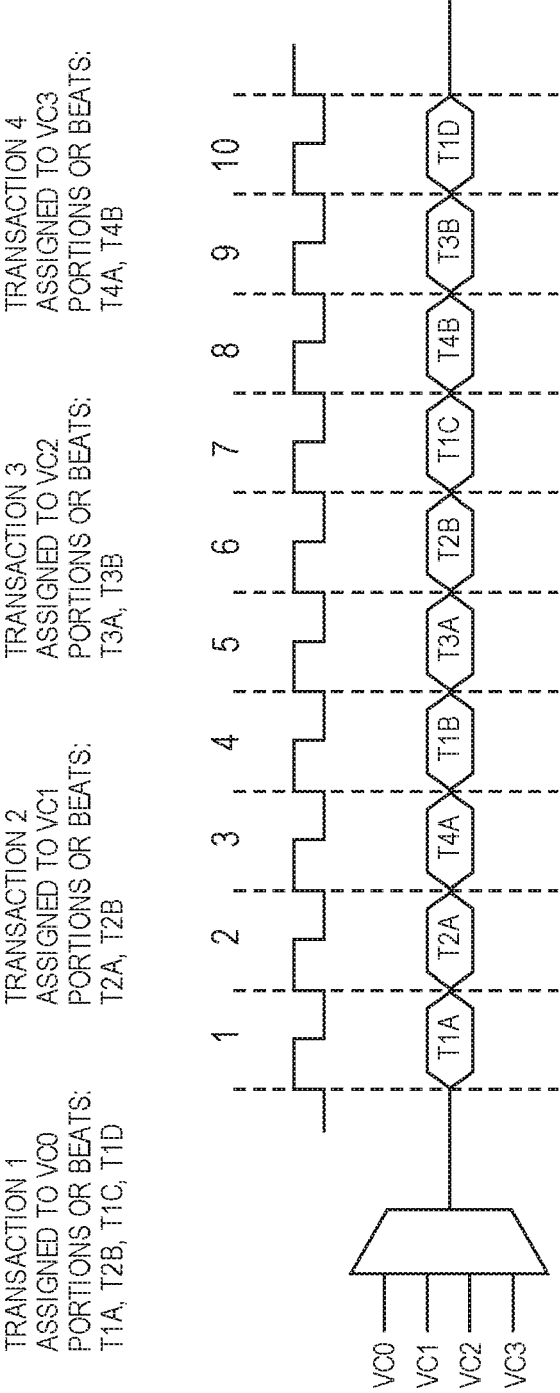 TRANSACTION 1
ASSIGNED TO VC0
PORTIONS OR BEATS:
T1A, T2B, T1C, T1D
TRANSACTION 2
ASSIGNED TO VC1
PORTIONS OR BEATS:
T2A, T2B
TRANSACTION 3
ASSIGNED TO VC2
PORTIONS OR BEATS:
T3A, T3B
TRANSACTION 4
ASSIGNED TO VC3
PORTIONS OR BEATS:
T4A, T4B
1 2 3 4 5 6 7 8 9 10
VC0
VC1
VC2
VC3
T1A T2A T4A T1B T3A T2B T1C T4B T3B T1D